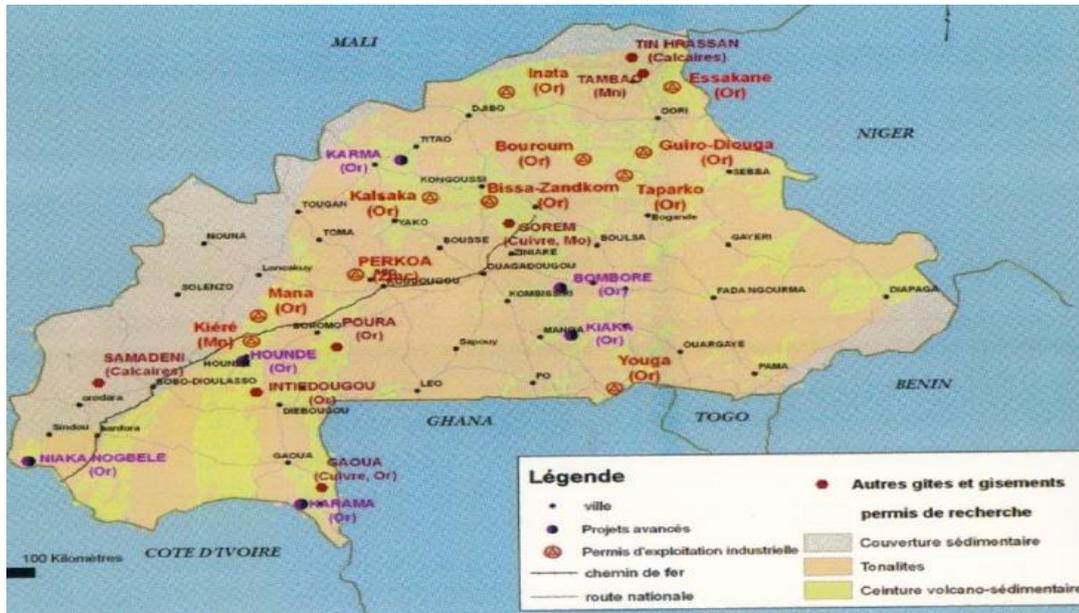 MALI
TIN HRASSAN
(Calcaires)
Inata
(Or)
TAMBAO
(Mn)
Essakane
(Or)
DJIBO
DORI
NIGER
TITAO
KARMA
(Or)
Bouroum
(Or)
Guiro-Diouga
(Or)
KONGOUSSI
SEBBA
Kalsaka
(Or)
Bissa-Zandkom
(Or)
Taparko
(Or)
TOUGAN
YAKO
Bogande
NOUNA
TOMA
BOUSSE
GOREM
(Cuivre, Mo)
ZINIARE
BOULSA
GAYERI
PERKOA
OUAGADOUGOU
KOUDOUGOU
BOMBORE
(Or)
SOLENZO
KOMBISSIRI
FADA NGOURMA
DIAPAGA
Mana
(Or)
Kiéré
(Mn)
BOROMO
POURA
(Or)
MANGA
KIAKA
(Or)
SAMADENI
(Calcaires)
HOUNDE
(Or)
Sapouy
OUARGAYE
Youga
(Or)
PAMA
BOBO-DIOULASSO
INTIEDOUGOU
(Or)
LEO
PO
BENIN
orodara
DIEBOUGOU
GHANA
TOGO
Sindou
NIAKA NOGBELE
(Or)
GAOUA
GAOUA
(Cuivre, Or)
KARAMA
(Or)
COTE D'IVOIRE
100 Kilomètres
Légende
ville
Projets avancés
Permis d'exploitation industrielle
chemin de fer
route nationale
Autres gîtes et gisements
permis de recherche
Couverture sédimentaire
Tonalites
Ceinture volcano-sédimentaire